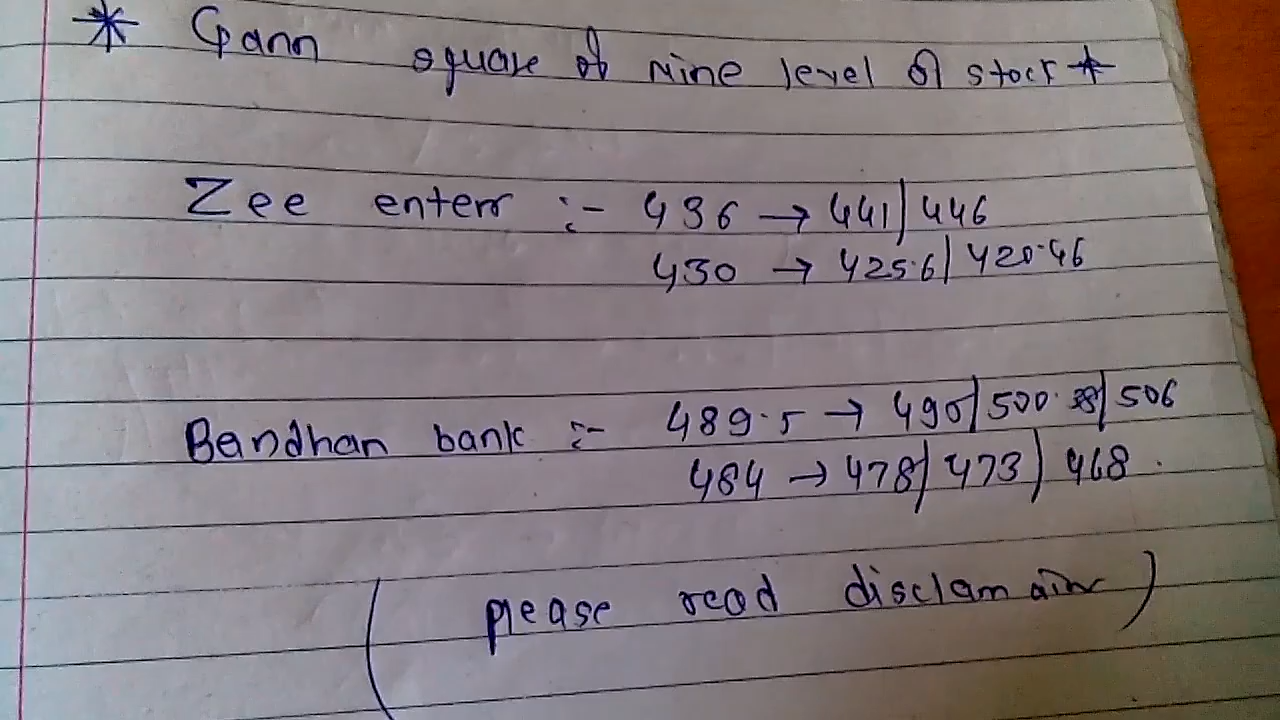 * Gann square of Nine level of stock *
Zee enterr :- 436 → 441/446
430 → 425.6/420.46
Bandhan bank :- 489.5 → 490/500. /506
484 → 478/473/468.
(please read disclamair)